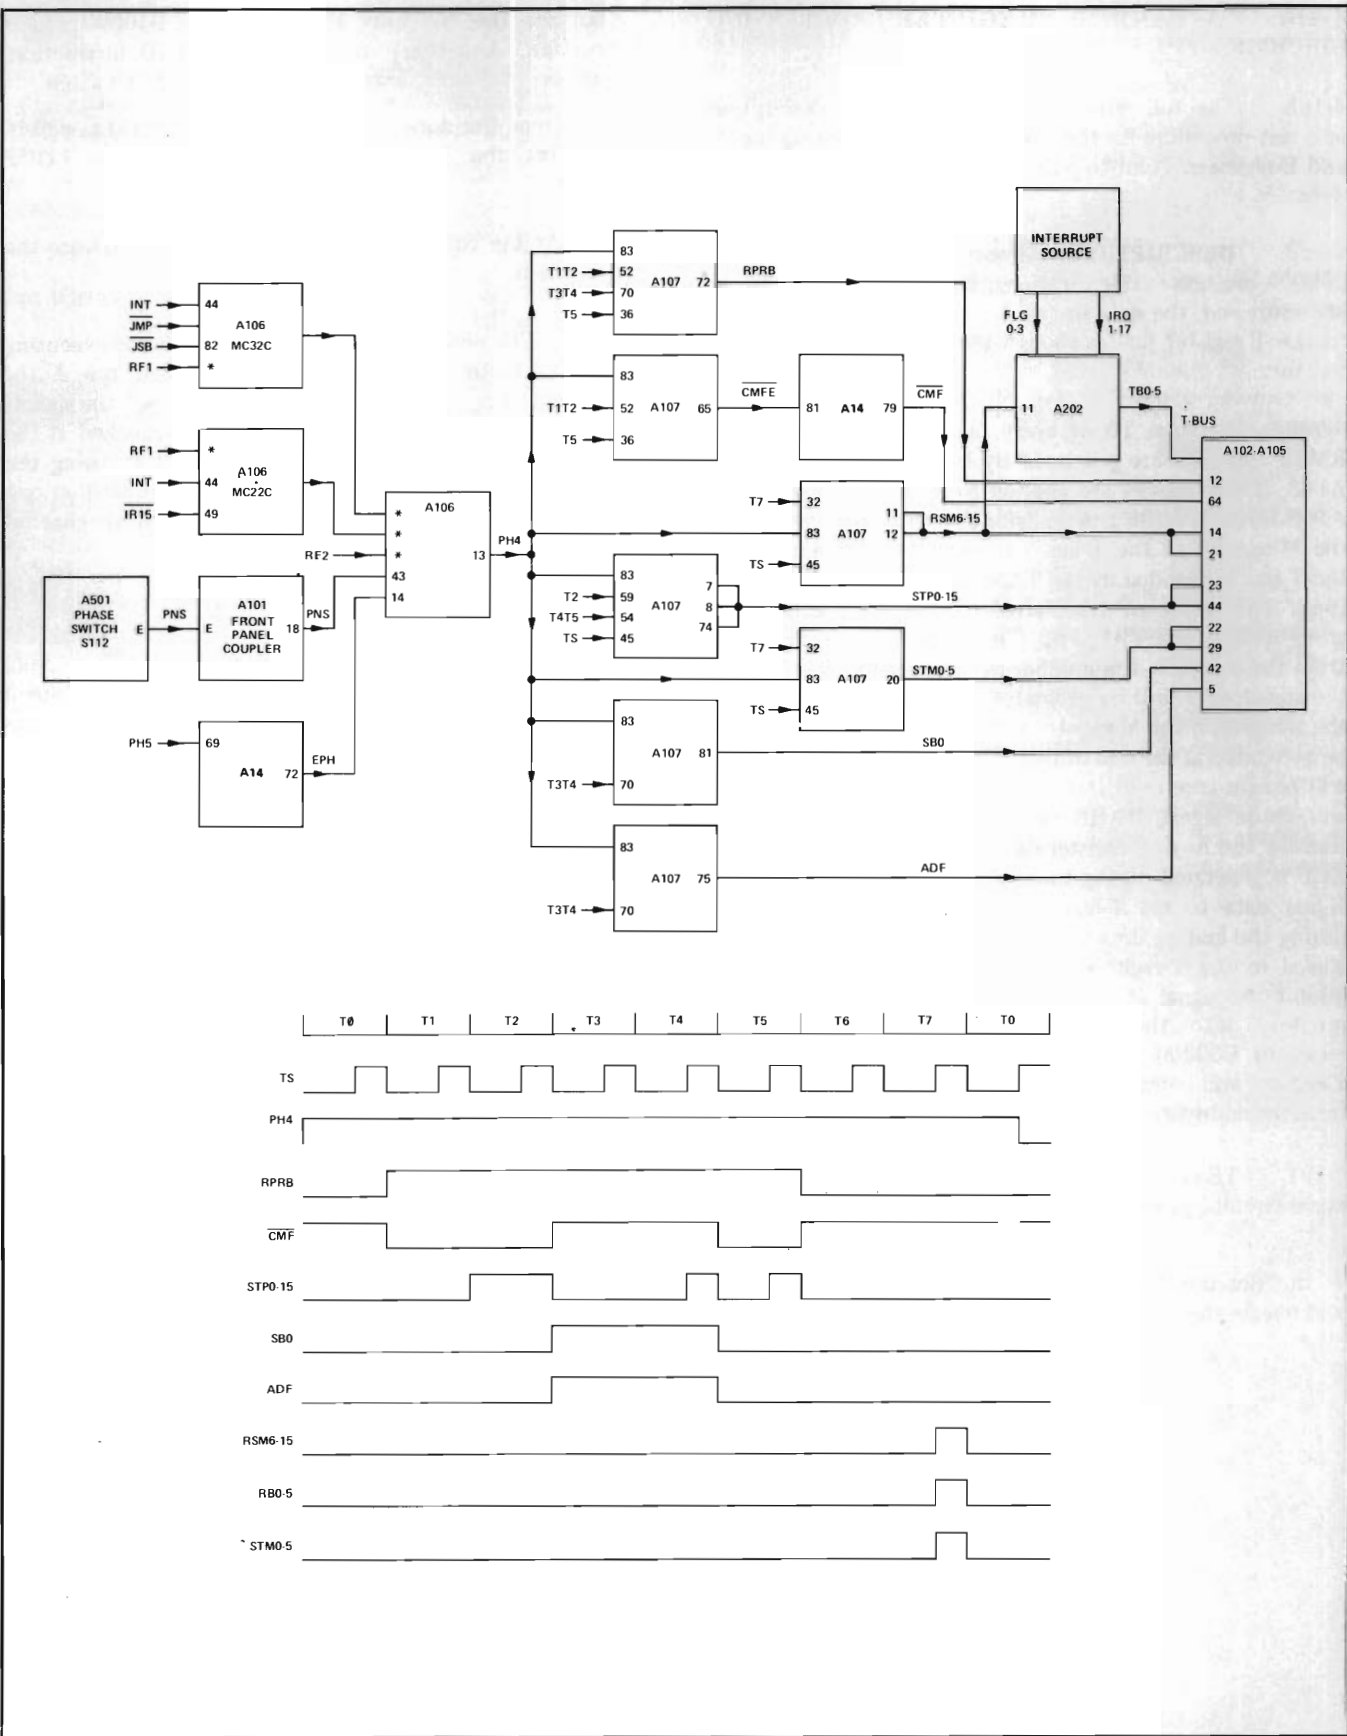 INTERRUPT
SOURCE
FLG
0-3
IRQ
1-17
11
A202
TB0-5
T-BUS
A102-A105
12
64
14
21
23
44
22
29
42
5
INT
JMP
JSB
RF1
44
82
*
A106
MC32C
RF1
INT
IR15
*
44
49
A106
MC22C
A501
PHASE
SWITCH
S112
E
PNS
E
A101
FRONT
PANEL
COUPLER
18
PNS
PH5
69
A14
72
EPH
RF2
*
*
*
43
14
A106
13
PH4
T1T2
T3T4
T5
83
52
70
36
A107
72
RPRB
T1T2
T5
83
52
36
A107
65
CMFE
81
A14
79
CMF
T7
TS
32
83
45
A107
11
12
RSM6-15
T2
T4T5
TS
83
59
54
45
A107
7
8
74
STP0-15
T7
TS
32
83
45
A107
20
STM0-5
T3T4
83
70
A107
81
SB0
T3T4
83
70
A107
75
ADF
T0 T1 T2 T3 T4 T5 T6 T7 T0
TS
PH4
RPRB
CMF
STP0-15
SB0
ADF
RSM6-15
RB0-5
STM0-5